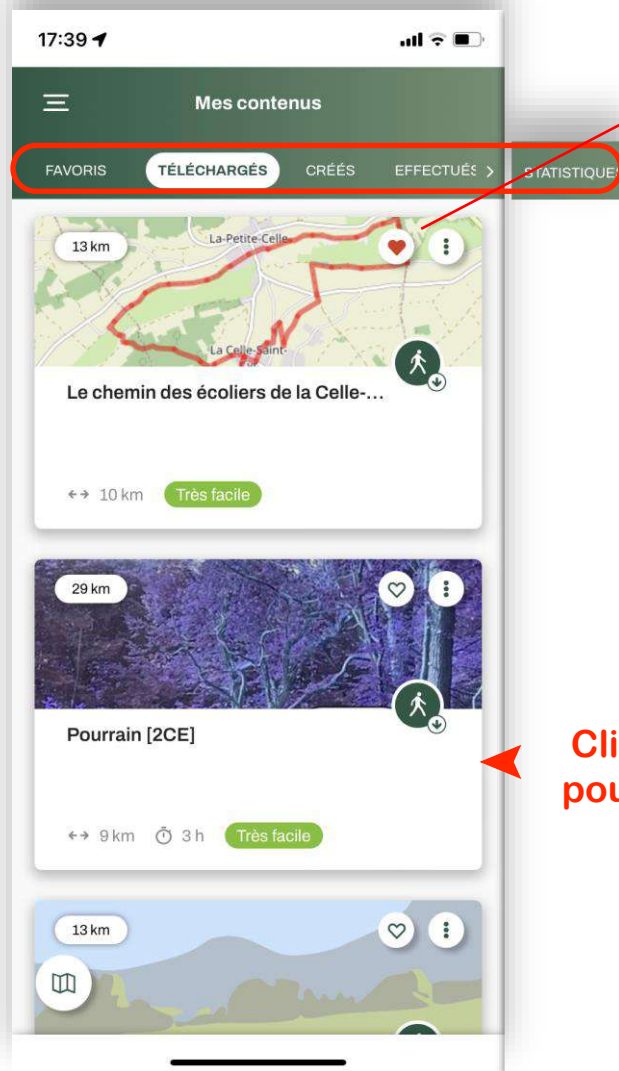 17:39
Mes contenus
FAVORIS TÉLÉCHARGÉS CRÉÉS EFFECTUÉS STATISTIQUES
13 km
La-Petite-Celle
La Celle-Saint-
Le chemin des écoliers de la Celle-...
10 km Très facile
29 km
Pourrain [2CE]
Cli
pou
9 km 3 h Très facile
13 km